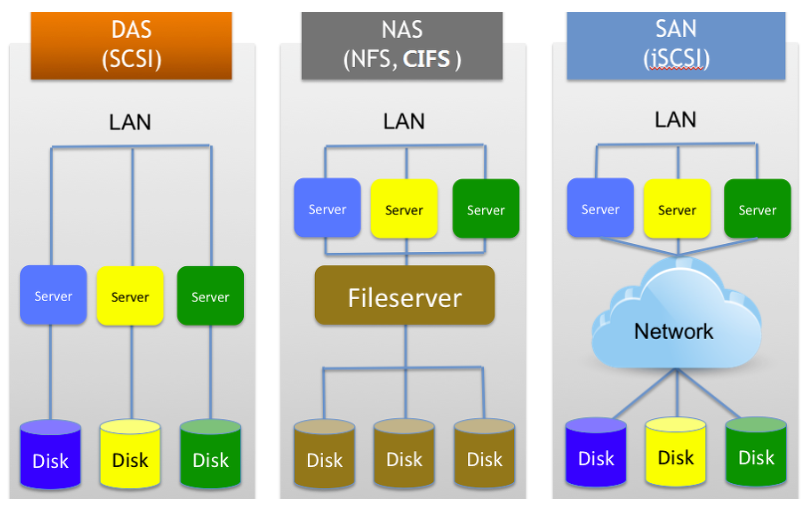 DAS
(SCSI)
LAN
Server
Server
Server
Disk
Disk
Disk
NAS
(NFS, CIFS )
LAN
Server
Server
Server
Fileserver
Disk
Disk
Disk
SAN
(iSCSI)
LAN
Server
Server
Server
Network
Disk
Disk
Disk